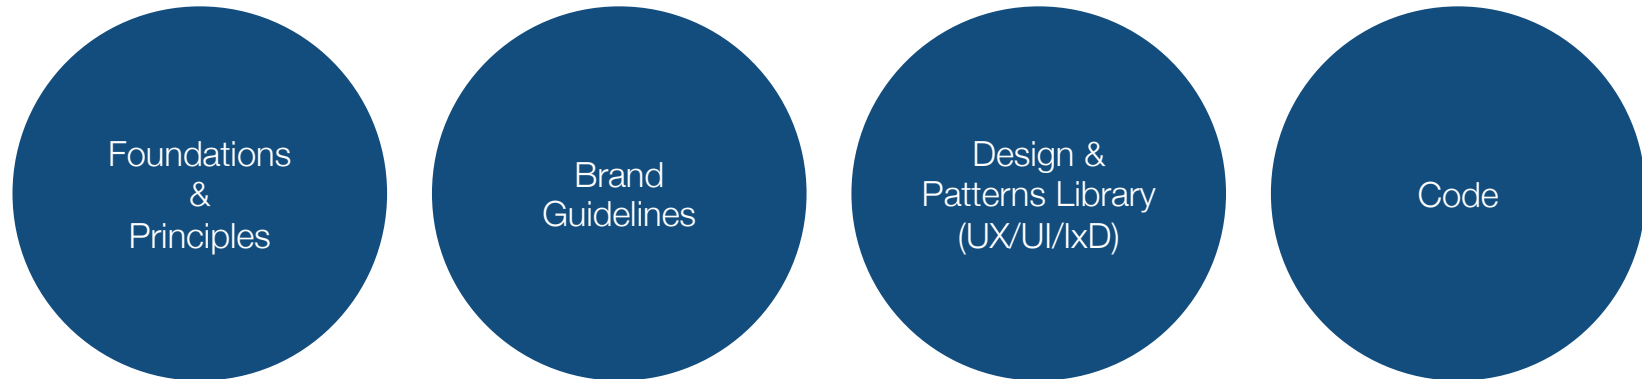 Foundations
&
Principles
Brand
Guidelines
Design &
Patterns Library
(UX/UI/IxD)
Code